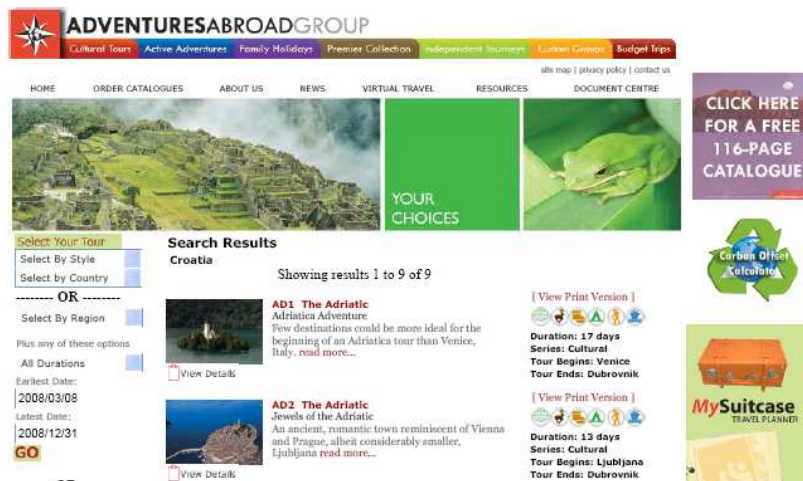 ADVENTURESABROADGROUP
Cultural Tours Active Adventures Family Holidays Premier Collection Independent Journeys Custom Groups Budget Trips
site map | privacy policy | contact us
HOME ORDER CATALOGUES ABOUT US NEWS VIRTUAL TRAVEL RESOURCES DOCUMENT CENTRE
CLICK HERE
FOR A FREE
116-PAGE
CATALOGUE
YOUR
CHOICES
Select Your Tour
Select By Style
Select by Country
-------- OR --------
Select By Region
Plus any of these options
All Durations
Earliest Date:
2008/03/08
Latest Date:
2008/12/31
GO
Search Results
Croatia
Showing results 1 to 9 of 9
AD1 The Adriatic
Adriatica Adventure
Few destinations could be more ideal for the
beginning of an Adriatica tour than Venice,
Italy. read more...
View Details
[ View Print Version ]
Duration: 17 days
Series: Cultural
Tour Begins: Venice
Tour Ends: Dubrovnik
AD2 The Adriatic
Jewels of the Adriatic
An ancient, romantic town reminiscent of Vienna
and Prague, albeit considerably smaller,
Ljubljana read more...
View Details
[ View Print Version ]
Duration: 13 days
Series: Cultural
Tour Begins: Ljubljana
Tour Ends: Dubrovnik
Carbon Offset
Calculator
MySuitcase
TRAVEL PLANNER